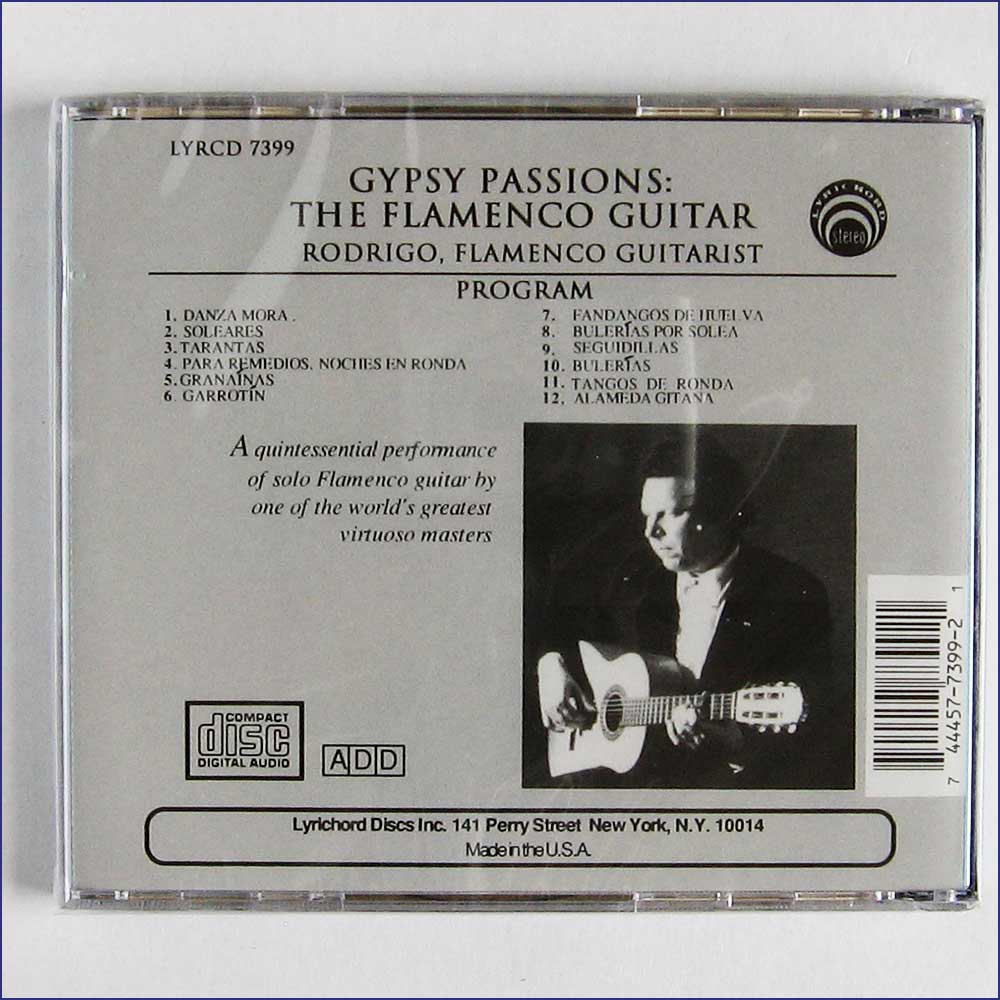 LYRCD 7399
GYPSY PASSIONS:
THE FLAMENCO GUITAR
RODRIGO, FLAMENCO GUITARIST
LYRICHORD
stereo
PROGRAM
1. DANZA MORA.
2. SOLEARES
3. TARANTAS
4. PARA REMEDIOS, NOCHES EN RONDA
5. GRANAÍNAS
6. GARROTÍN
7. FANDANGOS DE HUELVA
8. BULERÍAS POR SOLEA
9. SEGUIDILLAS
10. BULERÍAS
11. TANGOS DE RONDA
12. ALAMEDA GITANA
A quintessential performance
of solo Flamenco guitar by
one of the world's greatest
virtuoso masters
COMPACT
disc
DIGITAL AUDIO
ADD
7 44457-7399-2 1
Lyrichord Discs Inc. 141 Perry Street New York, N.Y. 10014
Made in the U.S.A.